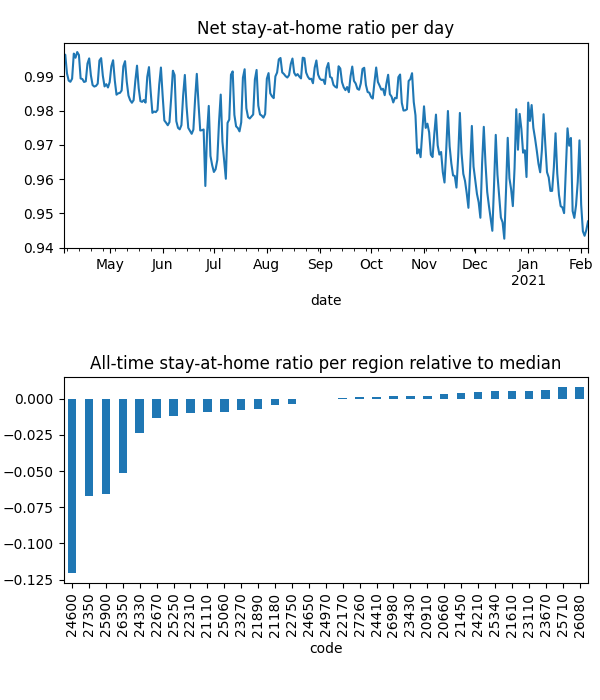 Net stay-at-home ratio per day
0.99
0.98
0.97
0.96
0.95
0.94
May Jun Jul Aug Sep Oct Nov Dec Jan Feb
2021
date
All-time stay-at-home ratio per region relative to median
0.000
−0.025
−0.050
−0.075
−0.100
−0.125
24600 27350 25900 26350 24330 22670 25250 22310 21110 25060 23270 21890 21180 22750 24650 24970 22170 27260 24410 26980 23430 20910 20660 21450 24210 25340 21610 23110 23670 25710 26080
code